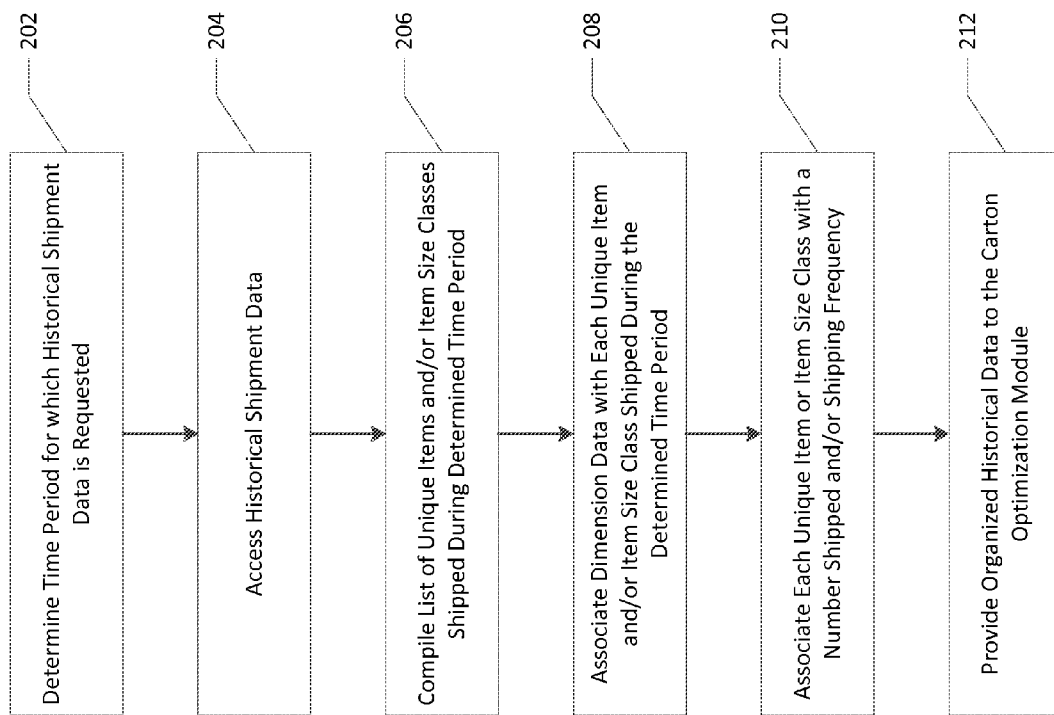 202
Determine Time Period for which Historical Shipment
Data is Requested
204
Access Historical Shipment Data
206
Compile List of Unique Items and/or Item Size Classes
Shipped During Determined Time Period
208
Associate Dimension Data with Each Unique Item
and/or Item Size Class Shipped During the
Determined Time Period
210
Associate Each Unique Item or Item Size Class with a
Number Shipped and/or Shipping Frequency
212
Provide Organized Historical Data to the Carton
Optimization Module